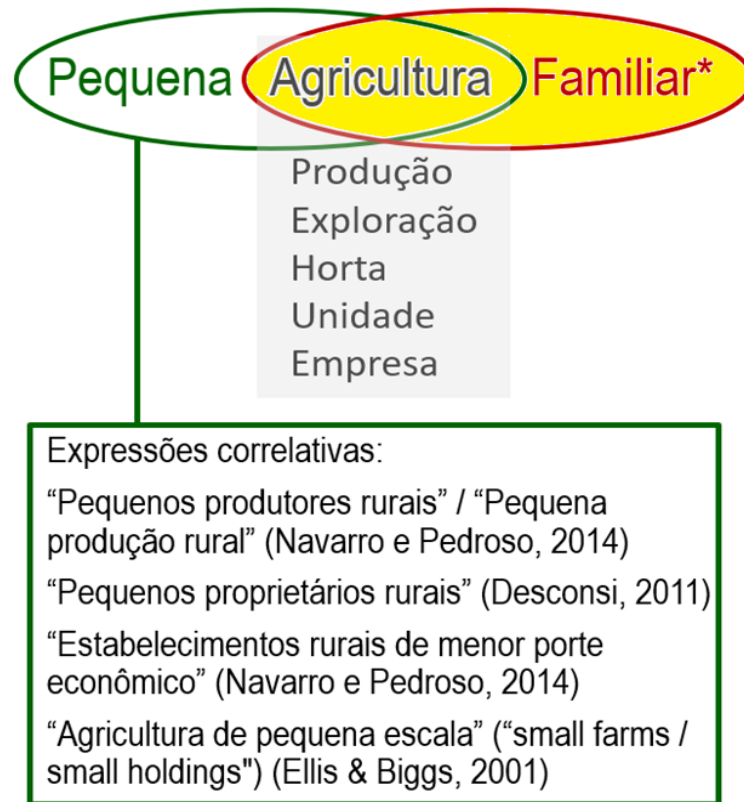 Pequena Agricultura Familiar*
Produção
Exploração
Horta
Unidade
Empresa
Expressões correlativas:
“Pequenos produtores rurais” / “Pequena
produção rural” (Navarro e Pedroso, 2014)
“Pequenos proprietários rurais” (Desconsi, 2011)
“Estabelecimentos rurais de menor porte
econômico” (Navarro e Pedroso, 2014)
“Agricultura de pequena escala” (“small farms /
small holdings") (Ellis & Biggs, 2001)